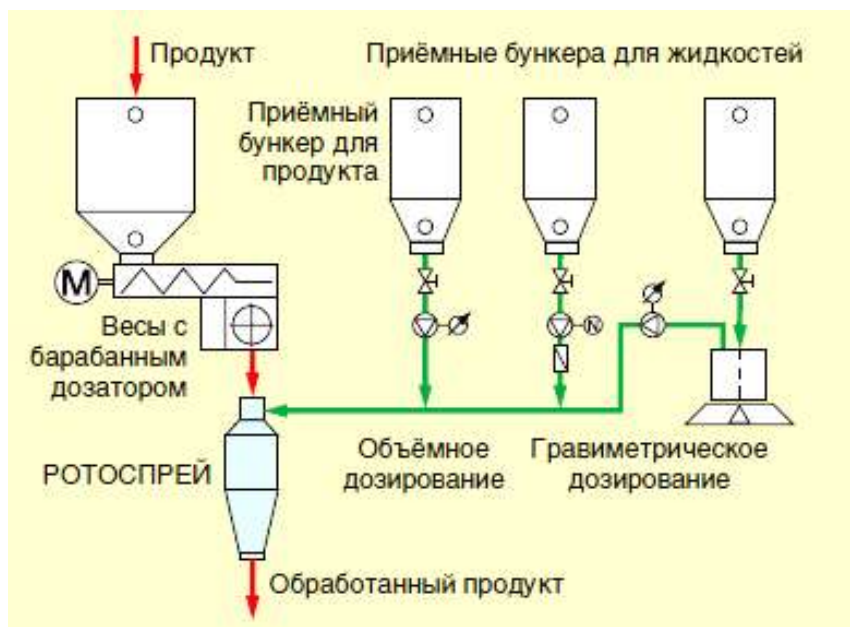 Продукт
Приёмные бункера для жидкостей
Приёмный
бункер для
продукта
M
Весы с
барабанным
дозатором
N
Объёмное
дозирование
Гравиметрическое
дозирование
РОТОСПРЕЙ
Обработанный продукт